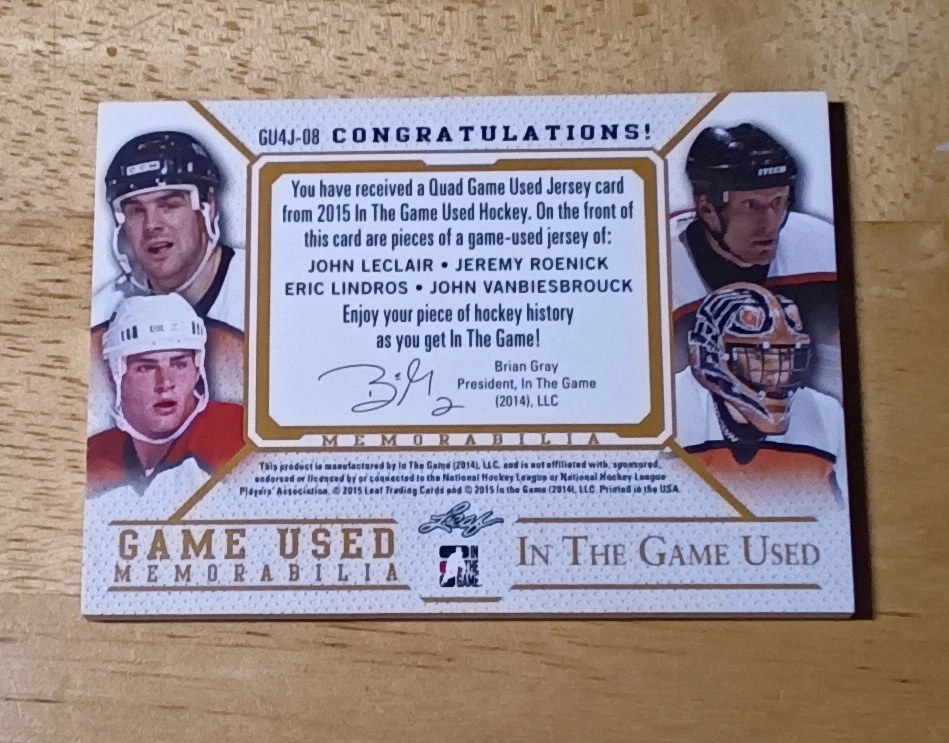 GU4J-08 CONGRATULATIONS!
You have received a Quad Game Used Jersey card
from 2015 In The Game Used Hockey. On the front of
this card are pieces of a game-used jersey of:
JOHN LECLAIR • JEREMY ROENICK
ERIC LINDROS • JOHN VANBIESBROUCK
Enjoy your piece of hockey history
as you get In The Game!
Brian Gray
President, In The Game
(2014), LLC
MEMORABILIA
This product is manufactured by In The Game (2014), LLC. and is not affiliated with, sponsored,
endorsed or licensed by or connected to the National Hockey League or National Hockey League
Players' Association. © 2015 Leaf Trading Cards and © 2015 In the Game (2014), LLC. Printed in the USA.
GAME USED
MEMORABILIA
Leaf
IN
THE
GAME
IN THE GAME USED
CCM
ITECH